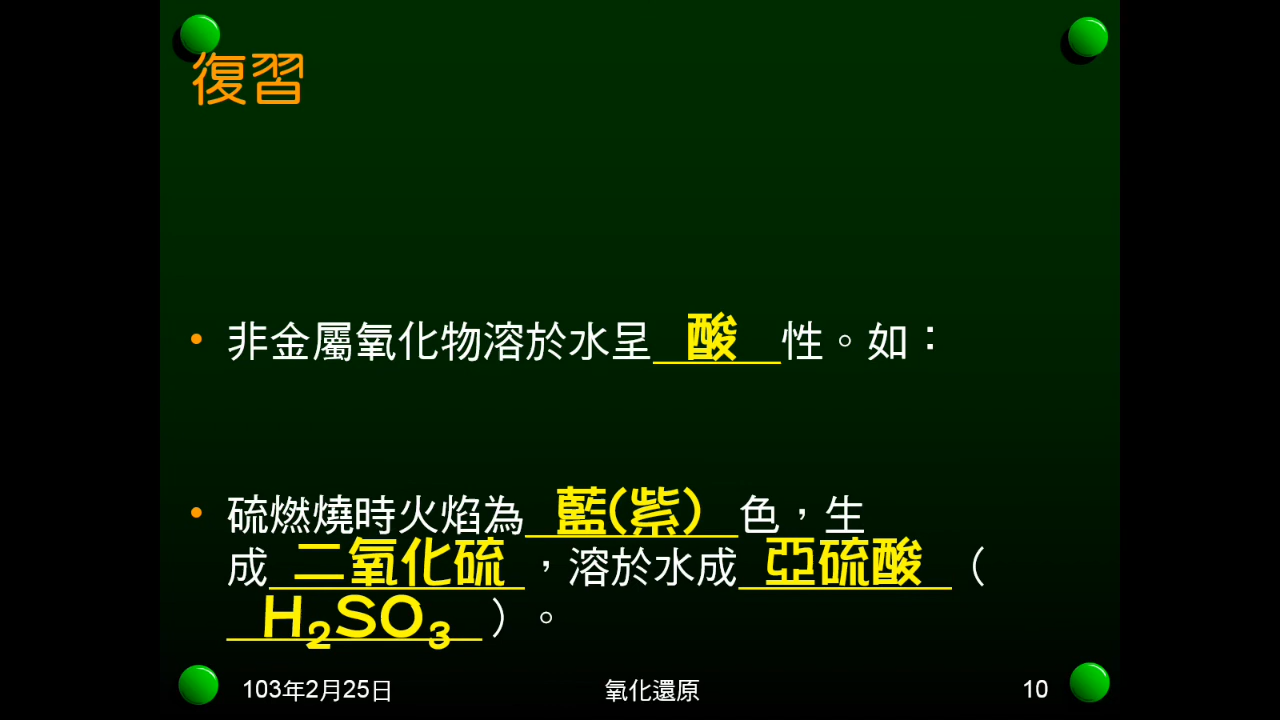 復習
• 非金屬氧化物溶於水呈 酸 性。如：
• 硫燃燒時火焰為 藍(紫) 色，生
成 二氧化硫 ，溶於水成 亞硫酸 （
H₂SO₃ ）。
103年2月25日 氧化還原 10